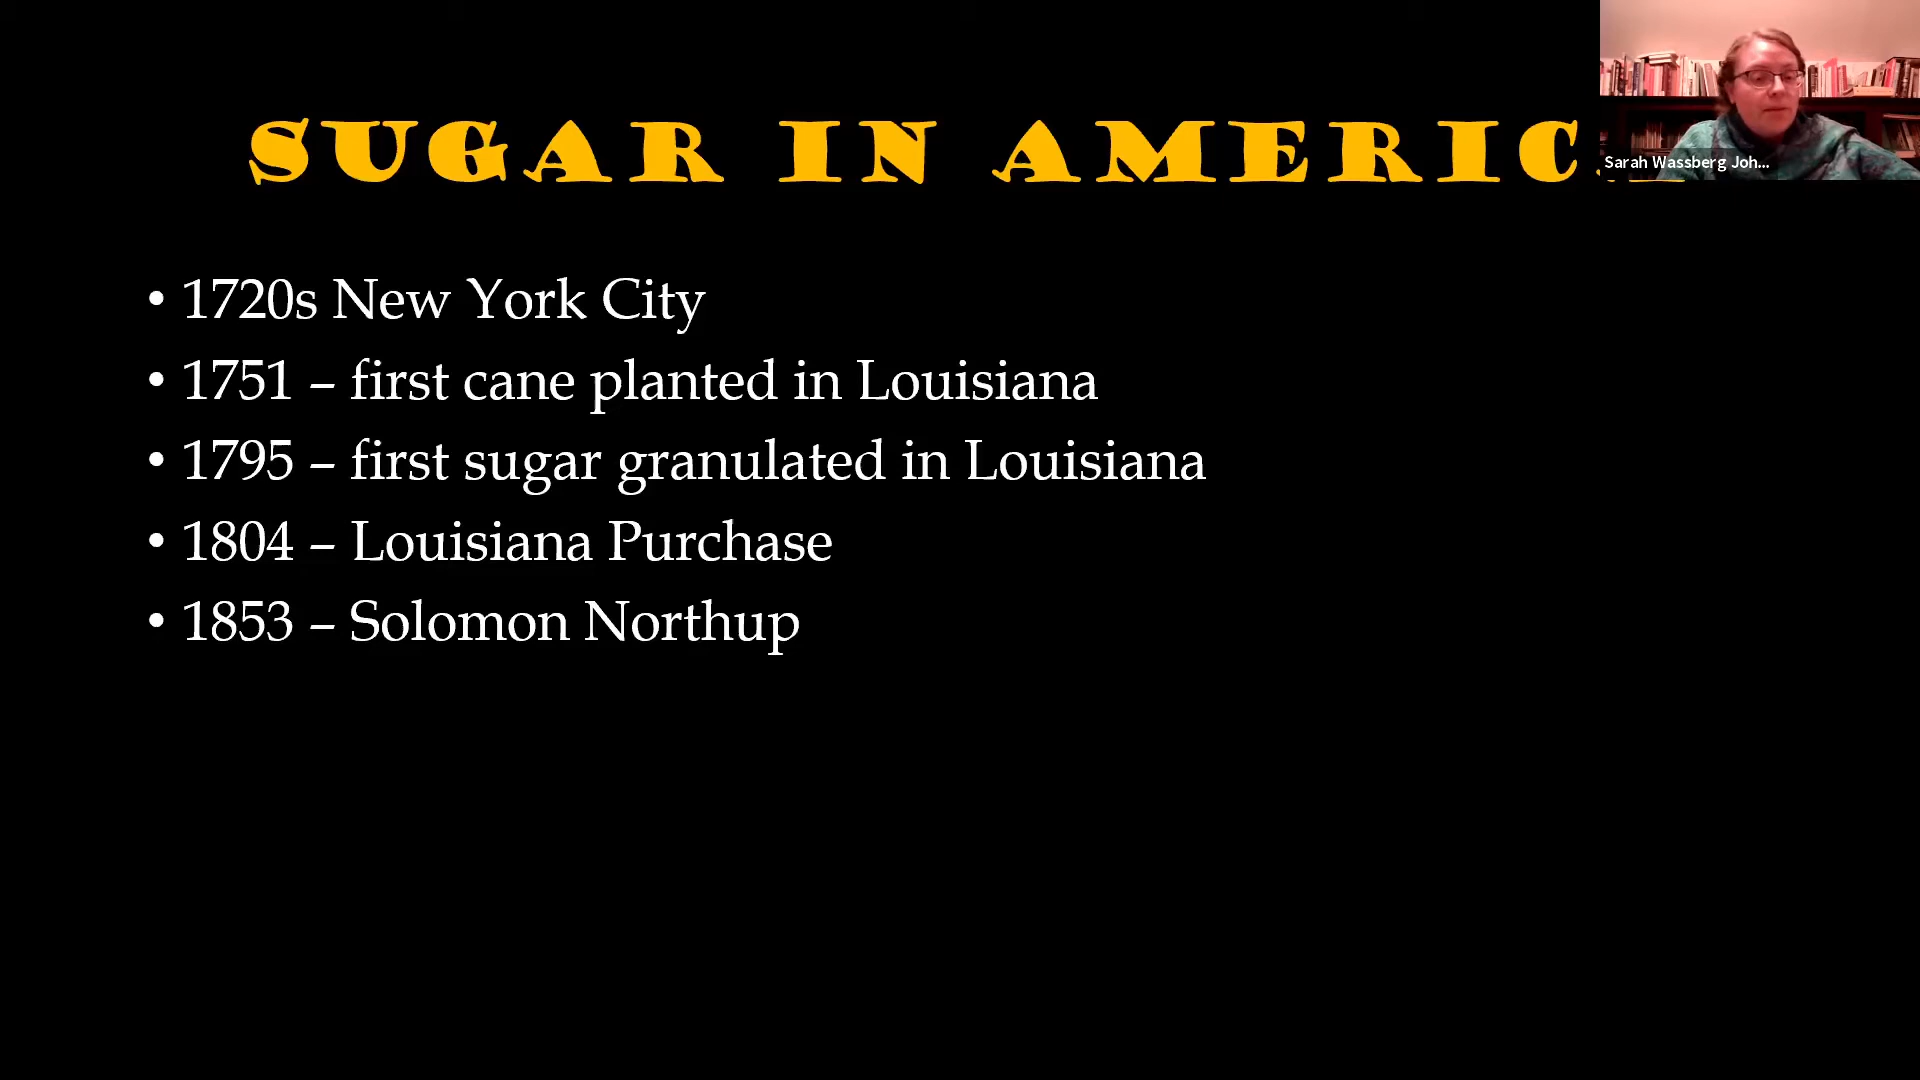 SUGAR IN AMERIC
• 1720s New York City
• 1751 – first cane planted in Louisiana
• 1795 – first sugar granulated in Louisiana
• 1804 – Louisiana Purchase
• 1853 – Solomon Northup
Sarah Wassberg Joh...